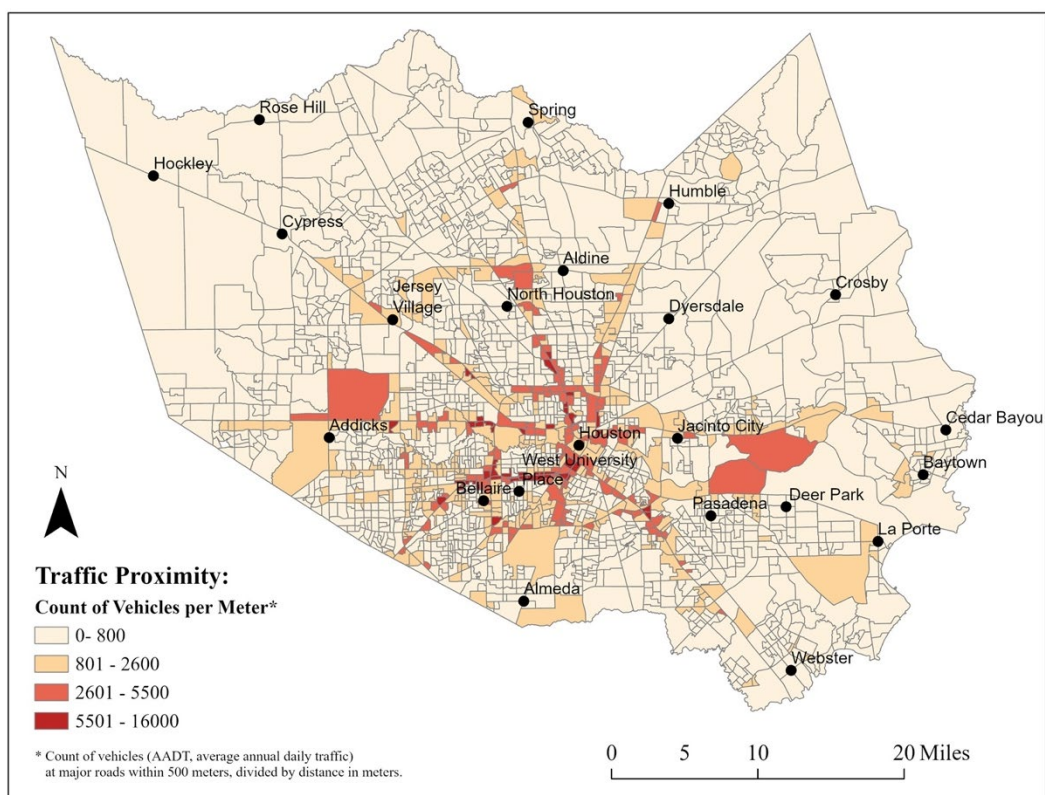 Spring
Rose Hill
Hockley
Humble
Cypress
Aldine
Crosby
Jersey
Village
North Houston
Dyersdale
Addicks
Houston
Jacinto City
Cedar Bayou
West University
Place
Bellaire
Baytown
Pasadena
Deer Park
La Porte
N
Almeda
Webster
Traffic Proximity:
Count of Vehicles per Meter*
0- 800
801 - 2600
2601 - 5500
5501 - 16000
* Count of vehicles (AADT, average annual daily traffic)
at major roads within 500 meters, divided by distance in meters.
0 5 10 20 Miles